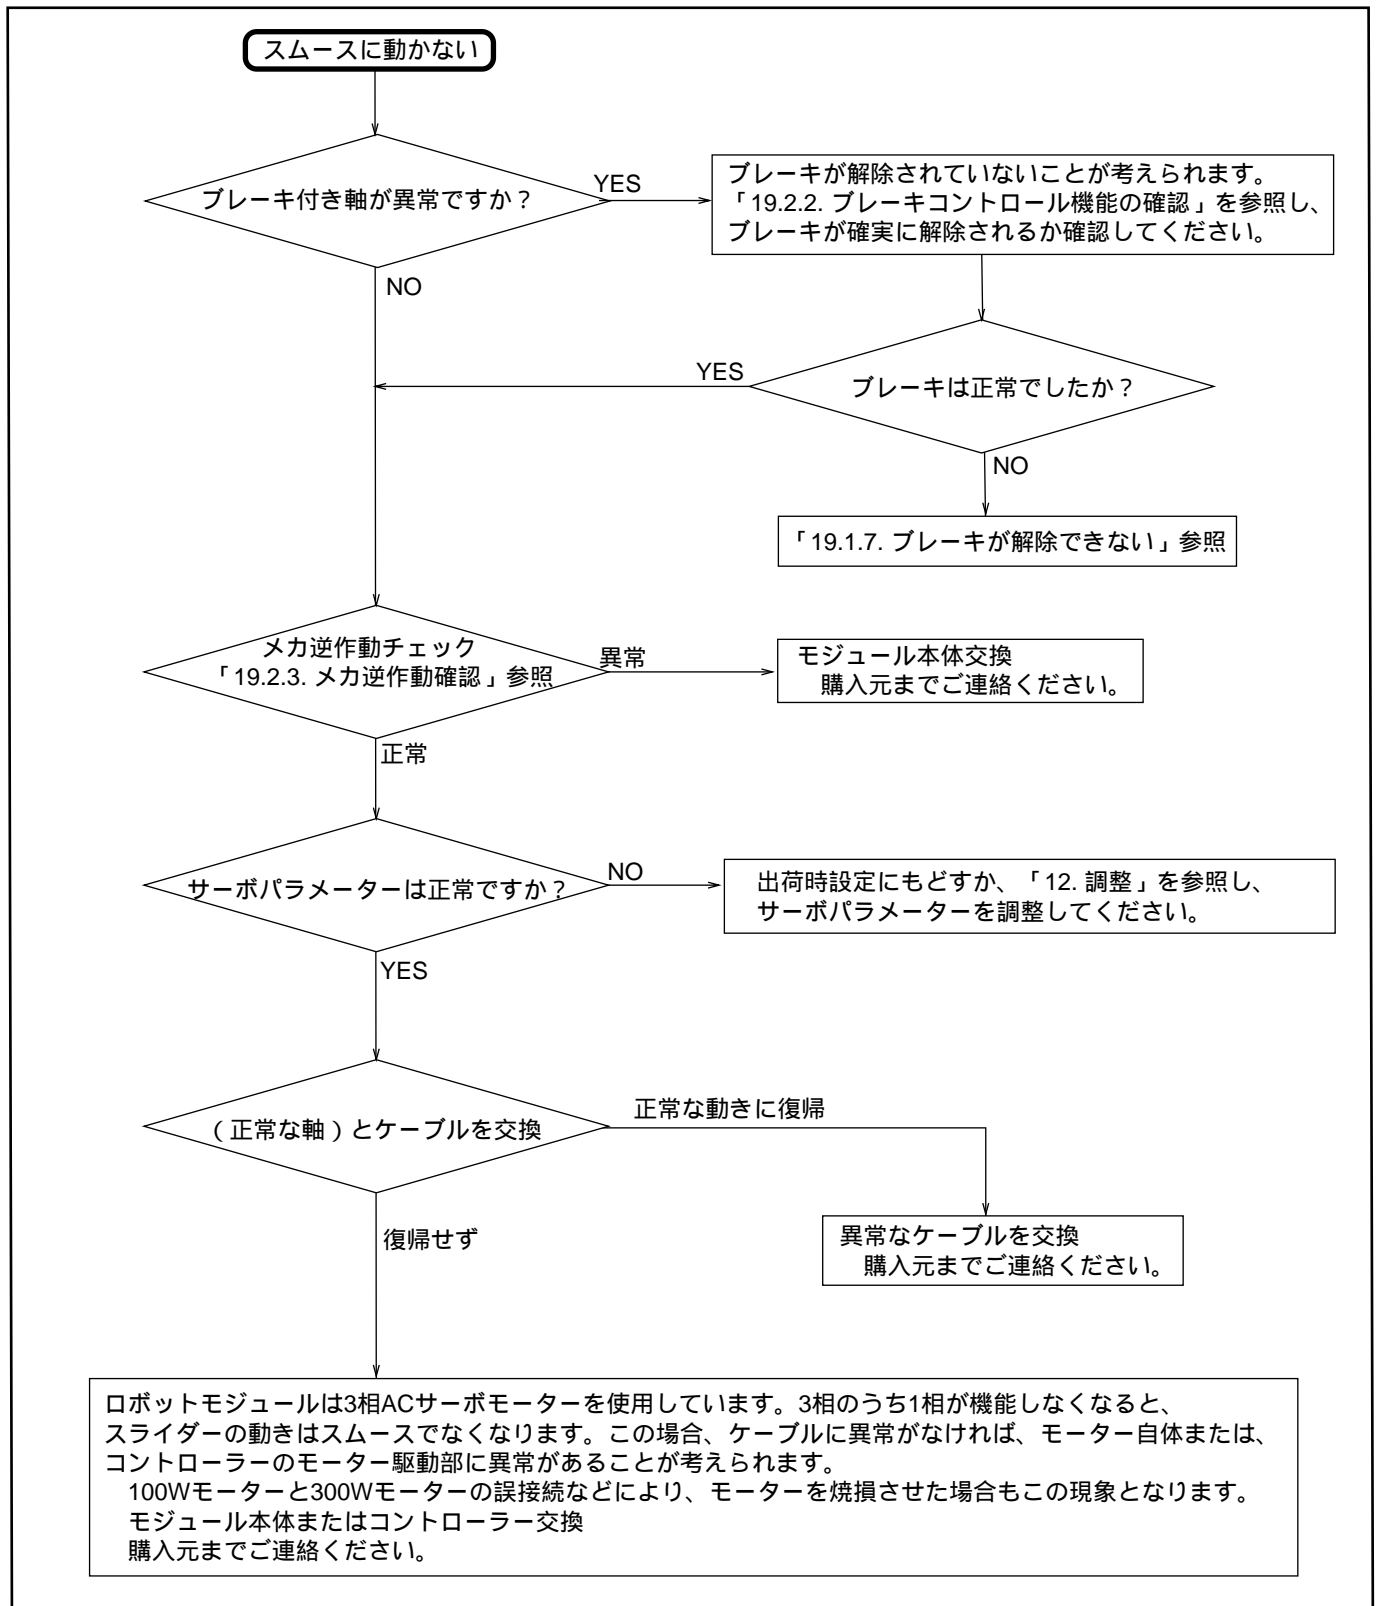 スムースに動かない
ブレーキ付き軸が異常ですか？
YES
ブレーキが解除されていないことが考えられます。
「19.2.2. ブレーキコントロール機能の確認」を参照し、
ブレーキが確実に解除されるか確認してください。
NO
YES
ブレーキは正常でしたか？
NO
「19.1.7. ブレーキが解除できない」参照
メカ逆作動チェック
「19.2.3. メカ逆作動確認」参照
異常
モジュール本体交換
購入元までご連絡ください。
正常
サーボパラメーターは正常ですか？
NO
出荷時設定にもどすか、「12. 調整」を参照し、
サーボパラメーターを調整してください。
YES
（正常な軸）とケーブルを交換
正常な動きに復帰
異常なケーブルを交換
購入元までご連絡ください。
復帰せず
ロボットモジュールは3相ACサーボモーターを使用しています。3相のうち1相が機能しなくなると、
スライダーの動きはスムースでなくなります。この場合、ケーブルに異常がなければ、モーター自体または、
コントローラーのモーター駆動部に異常があることが考えられます。
100Wモーターと300Wモーターの誤接続などにより、モーターを焼損させた場合もこの現象となります。
モジュール本体またはコントローラー交換
購入元までご連絡ください。